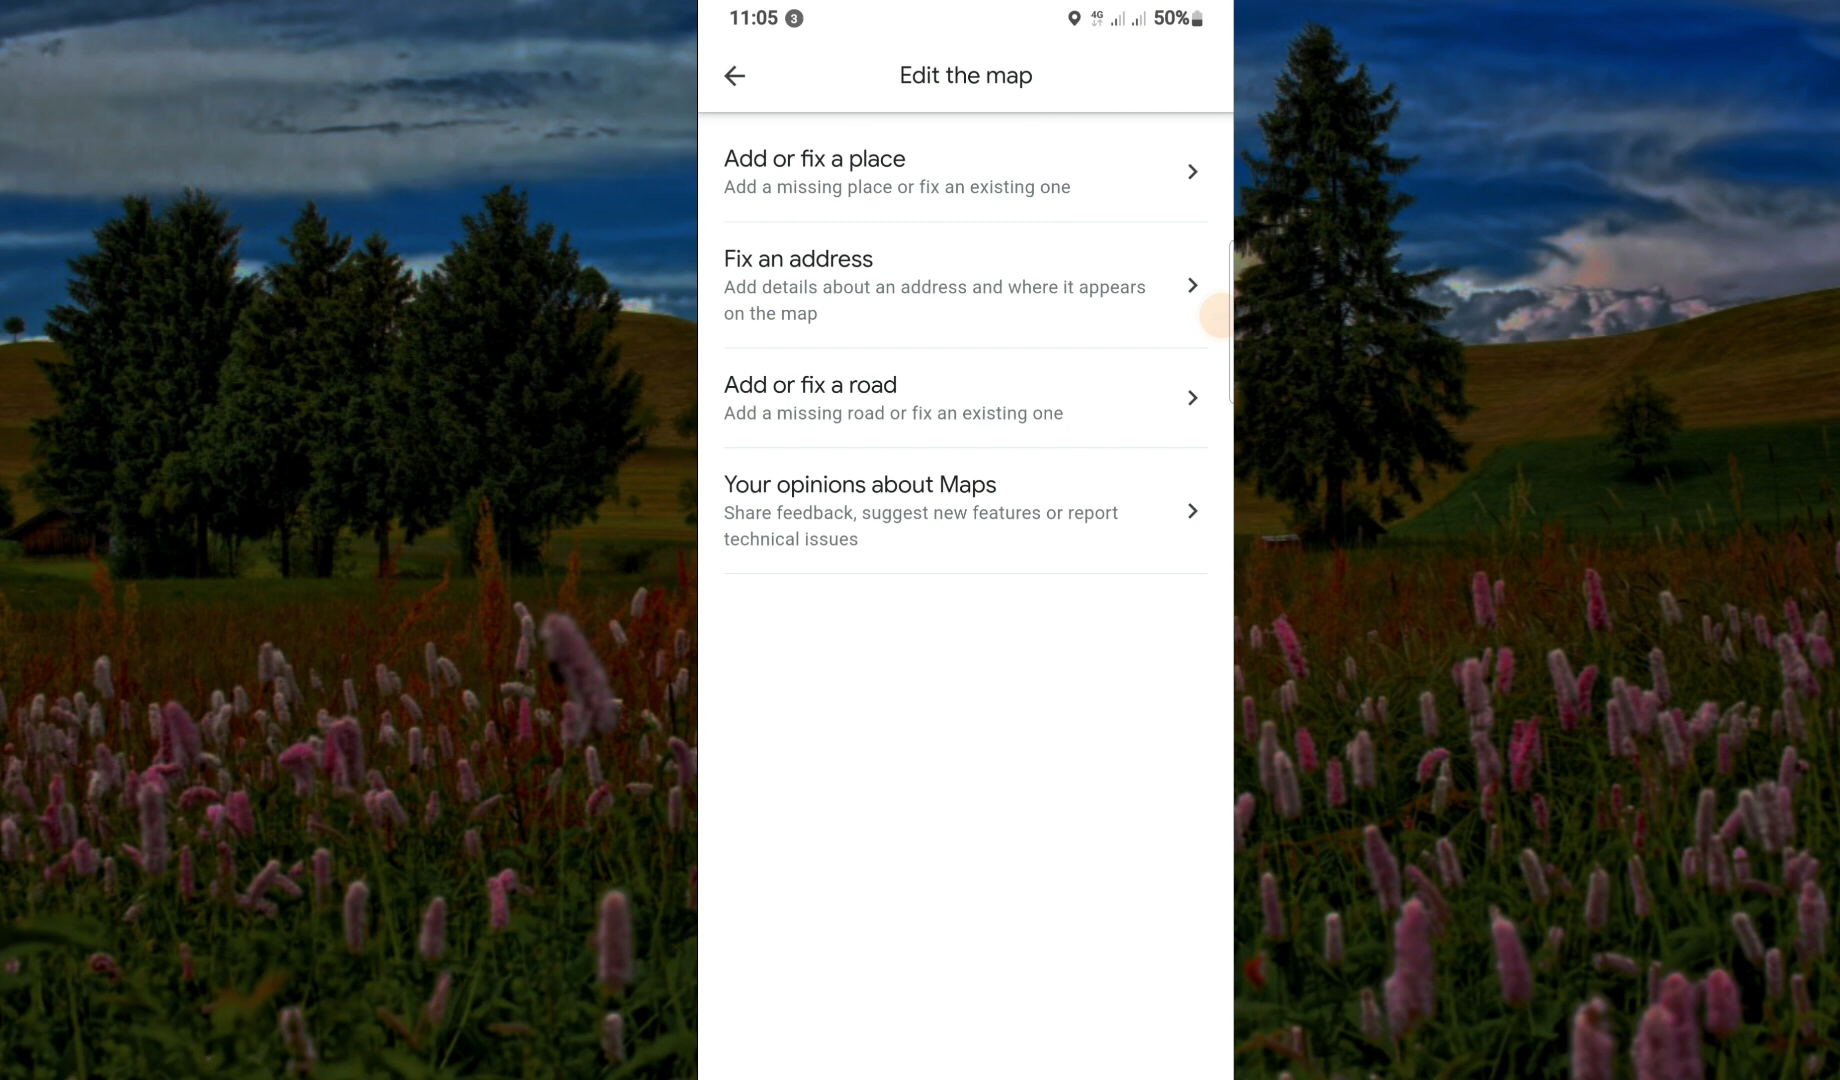 11:05 3 4G 50%
Edit the map
Add or fix a place
Add a missing place or fix an existing one
Fix an address
Add details about an address and where it appears
on the map
Add or fix a road
Add a missing road or fix an existing one
Your opinions about Maps
Share feedback, suggest new features or report
technical issues